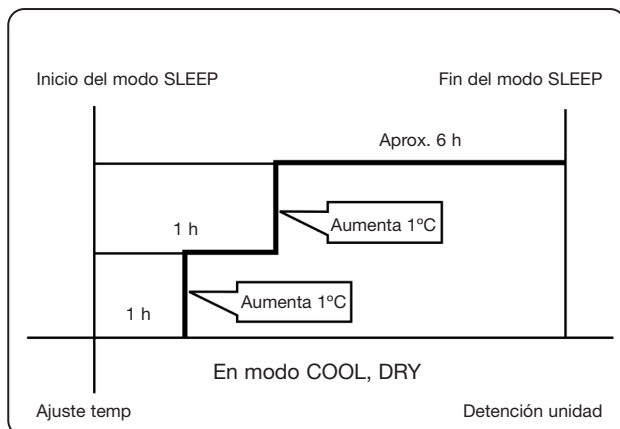 Inicio del modo SLEEP
Fin del modo SLEEP
Aprox. 6 h
1 h
Aumenta 1ºC
1 h
Aumenta 1ºC
En modo COOL, DRY
Ajuste temp
Detención unidad